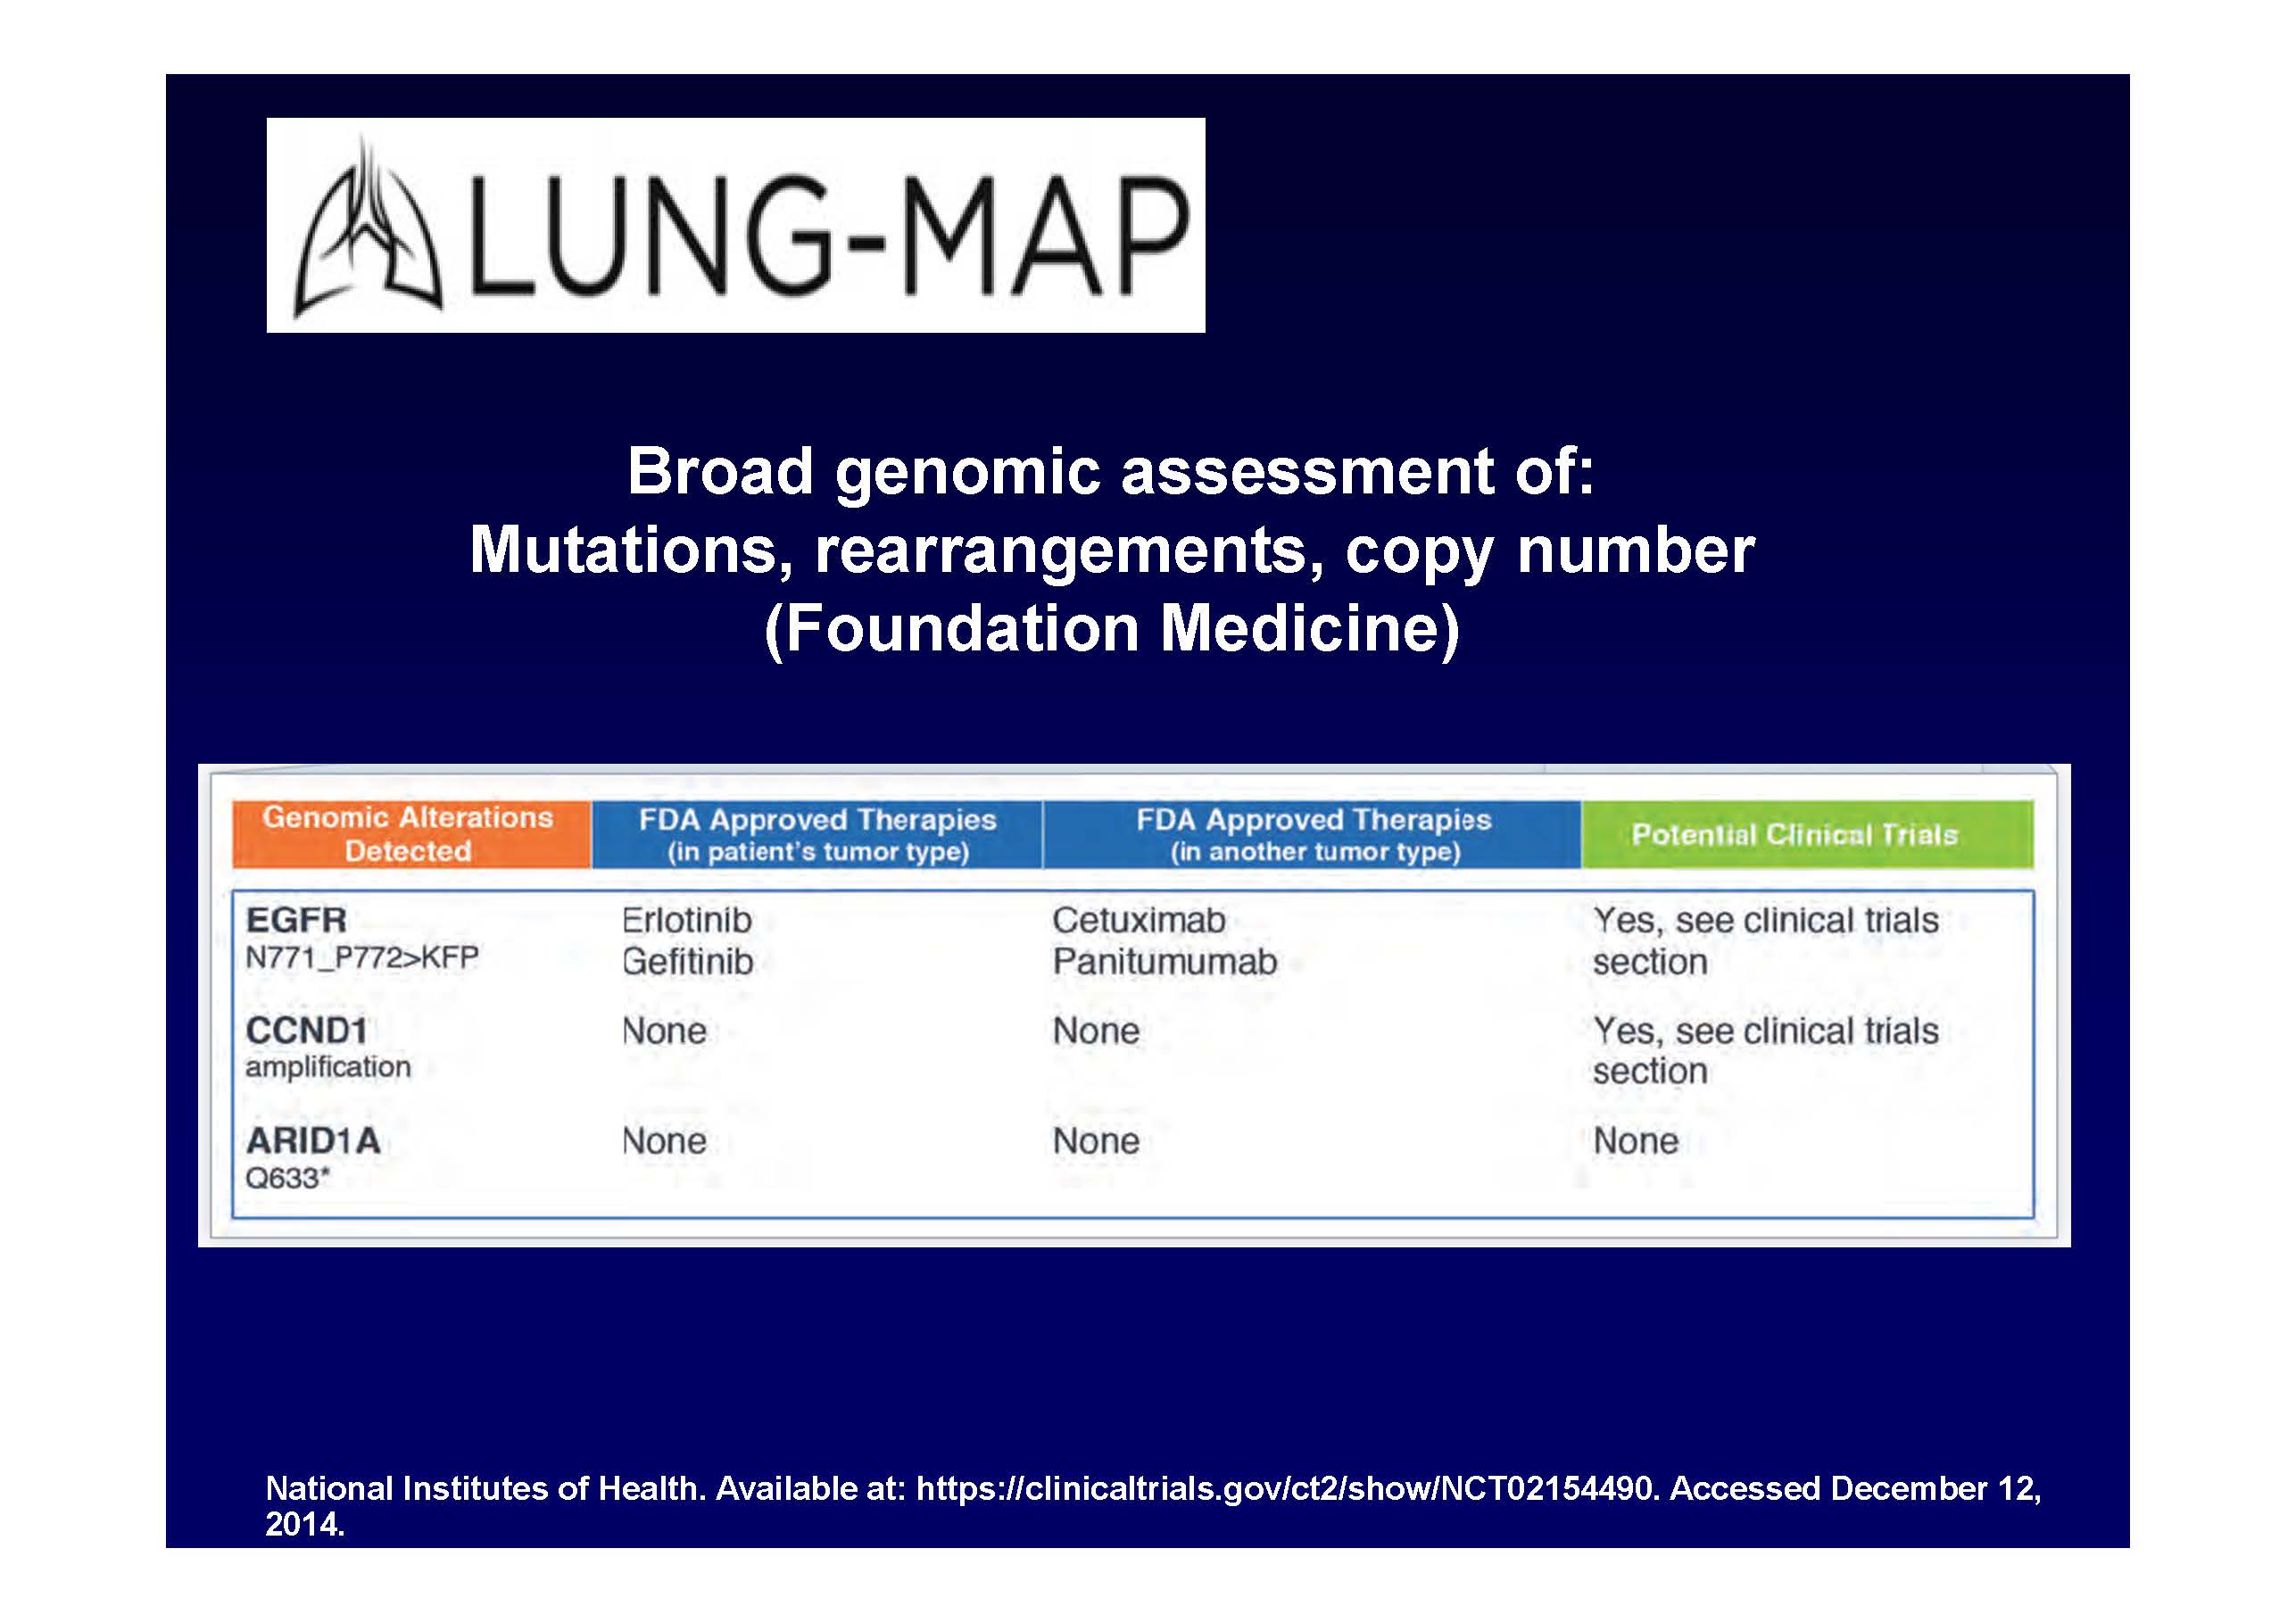 LUNG-MAP
Broad genomic assessment of:
Mutations, rearrangements, copy number
(Foundation Medicine)
Genomic Alterations Detected
FDA Approved Therapies (in patient's tumor type)
FDA Approved Therapies (in another tumor type)
Potential Clinical Trials
EGFR
N771_P772>KFP
Erlotinib
Gefitinib
Cetuximab
Panitumumab
Yes, see clinical trials
section
CCND1
amplification
None
None
Yes, see clinical trials
section
ARID1A
Q633*
None
None
None
National Institutes of Health. Available at: https://clinicaltrials.gov/ct2/show/NCT02154490. Accessed December 12,
2014.